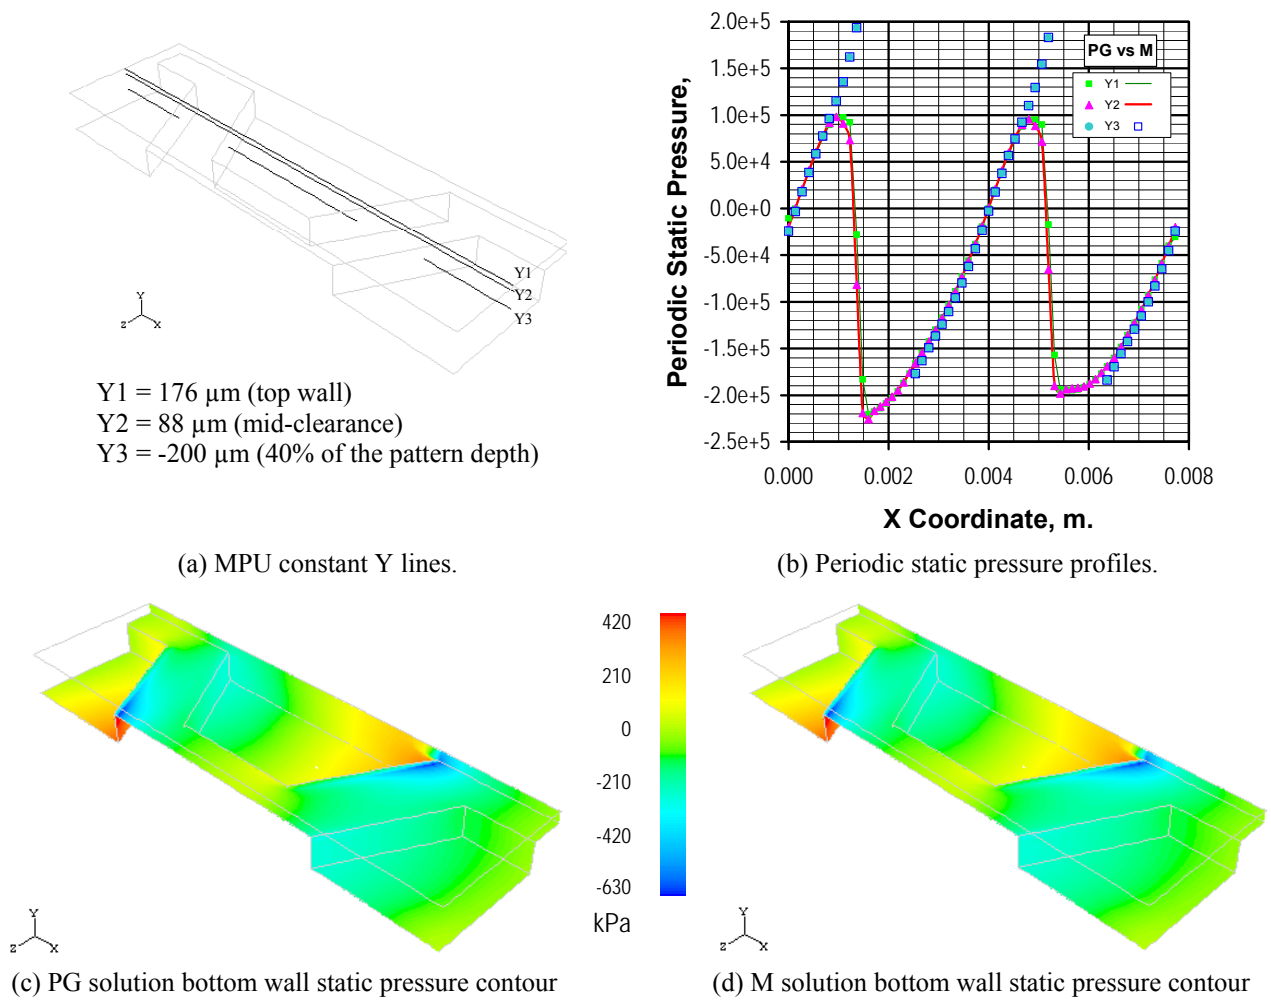 Y1
Y2
Y3
Y
Z
X
Y1 = 176 µm (top wall)
Y2 = 88 µm (mid-clearance)
Y3 = -200 µm (40% of the pattern depth)
(a) MPU constant Y lines.
Periodic Static Pressure,
2.0e+5
1.5e+5
1.0e+5
5.0e+4
0.0e+0
-5.0e+4
-1.0e+5
-1.5e+5
-2.0e+5
-2.5e+5
PG vs M
Y1
Y2
Y3
0.000 0.002 0.004 0.006 0.008
X Coordinate, m.
(b) Periodic static pressure profiles.
420
210
0
-210
-420
-630
kPa
Y
Z
X
(c) PG solution bottom wall static pressure contour
Y
Z
X
(d) M solution bottom wall static pressure contour